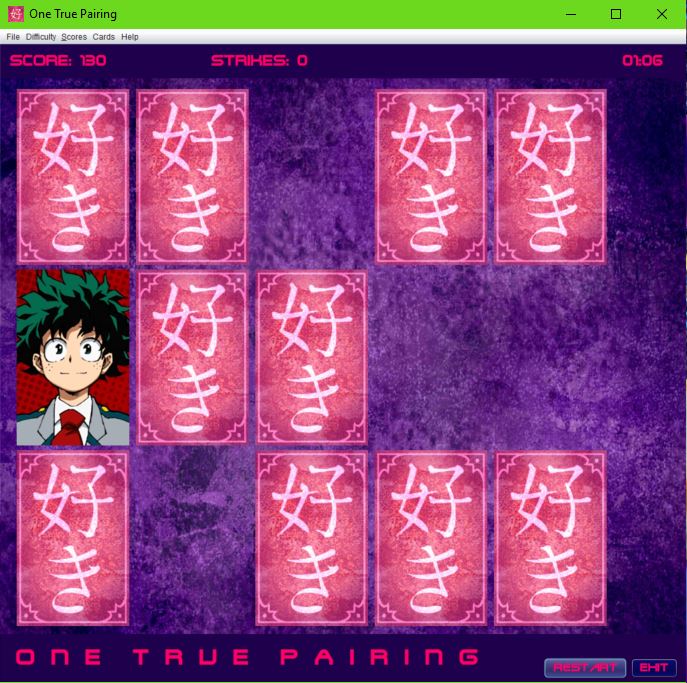 One True Pairing
File Difficulty Scores Cards Help
SCORE: 130 STRIKES: 0 01:06
好き 好き 好き 好き
好き 好き
好き 好き 好き 好き
ONE TRUE PAIRING
RESTART EXIT